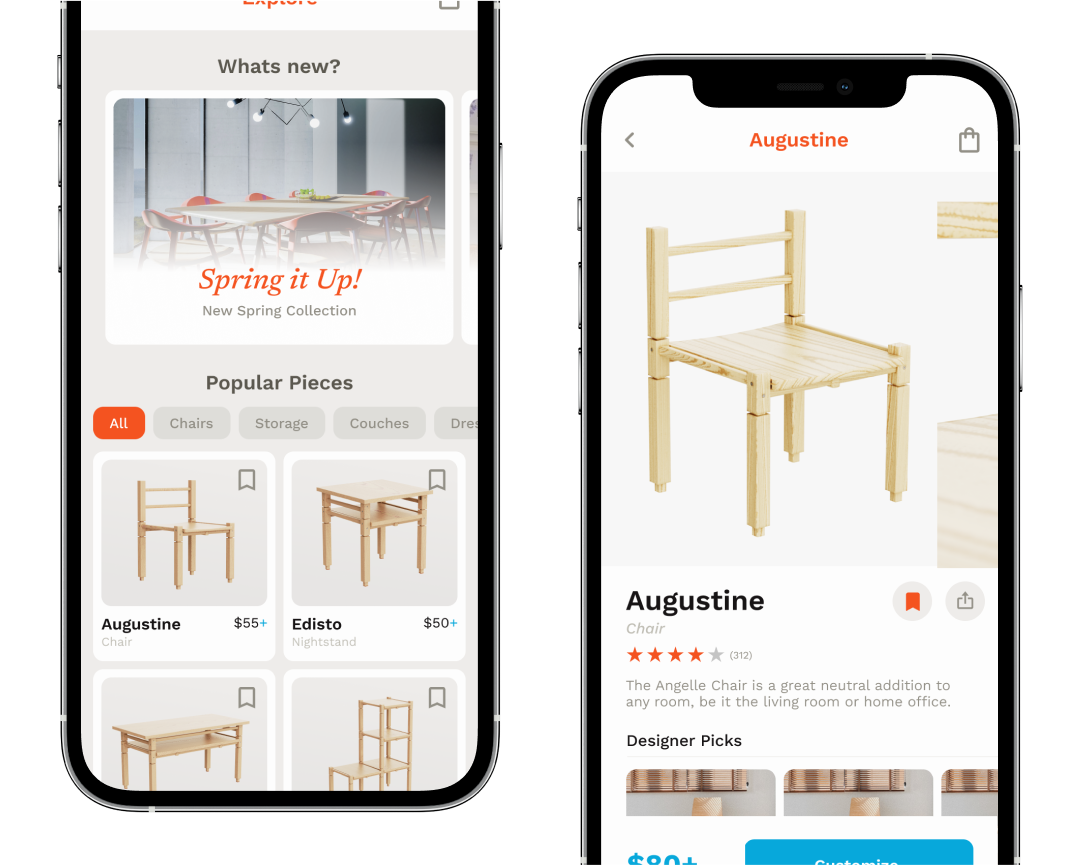 Explore
Whats new?
Spring it Up!
New Spring Collection
Popular Pieces
All Chairs Storage Couches Dres
Augustine $55+
Chair
Edisto $50+
Nightstand
Augustine
Augustine
Chair
(312)
The Angelle Chair is a great neutral addition to
any room, be it the living room or home office.
Designer Picks
$80+ Customize